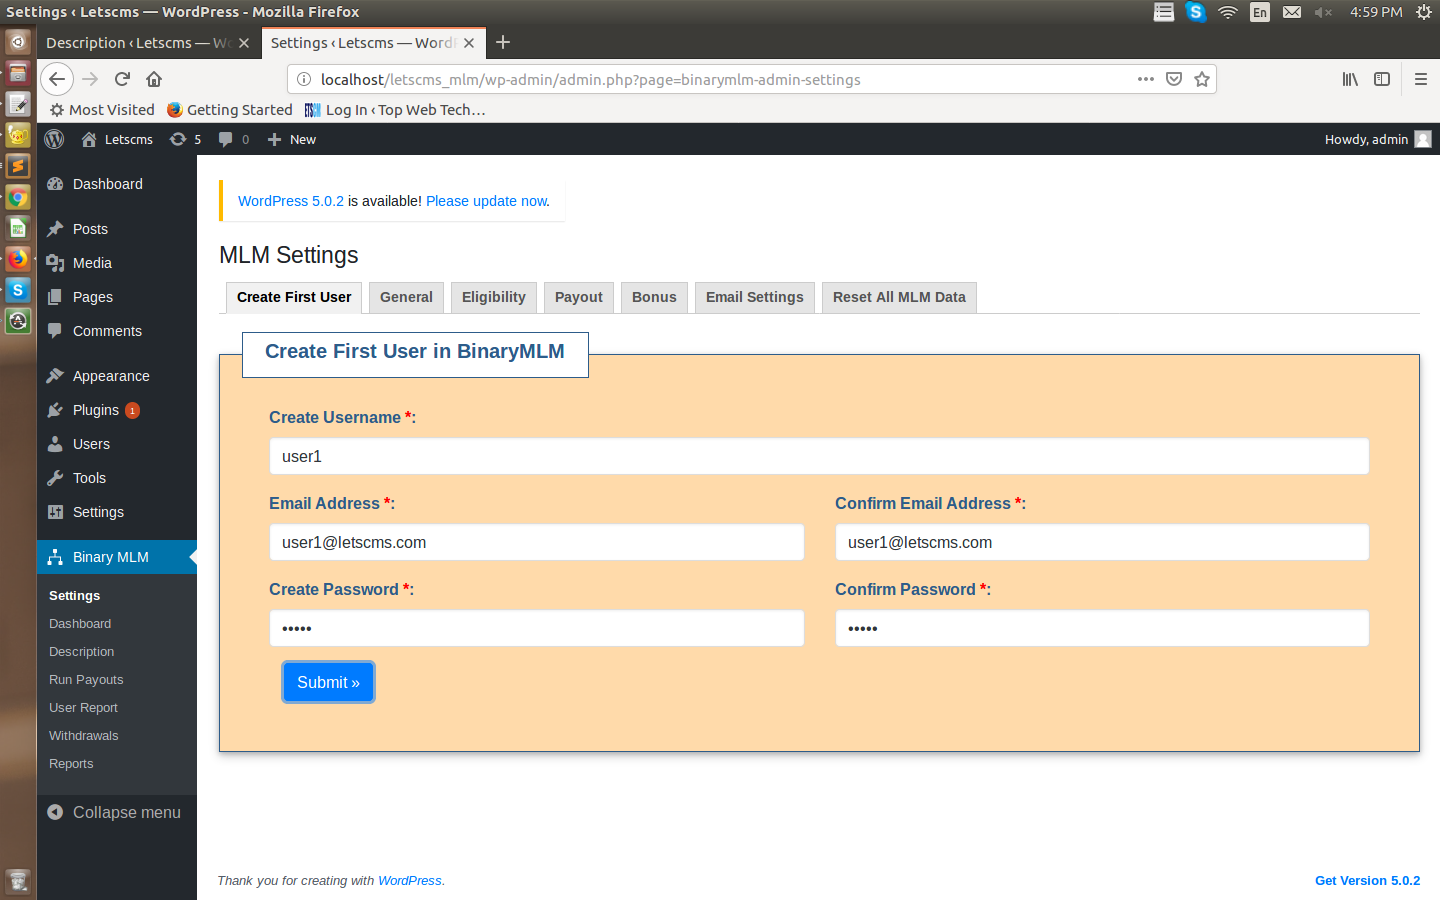 Settings ‹ Letscms — WordPress - Mozilla Firefox
En
4:59 PM
Description ‹ Letscms — Wo
Settings ‹ Letscms — WordP
localhost/letscms_mlm/wp-admin/admin.php?page=binarymlm-admin-settings
Most Visited
Getting Started
Log In ‹ Top Web Tech…
Letscms
5
0
New
Howdy, admin
Dashboard
Posts
Media
Pages
Comments
Appearance
Plugins 1
Users
Tools
Settings
Binary MLM
Settings
Dashboard
Description
Run Payouts
User Report
Withdrawals
Reports
Collapse menu
WordPress 5.0.2 is available! Please update now.
MLM Settings
Create First User
General
Eligibility
Payout
Bonus
Email Settings
Reset All MLM Data
Create First User in BinaryMLM
Create Username *:
user1
Email Address *:
Confirm Email Address *:
user1@letscms.com
user1@letscms.com
Create Password *:
Confirm Password *:
•••••
•••••
Submit »
Thank you for creating with WordPress.
Get Version 5.0.2